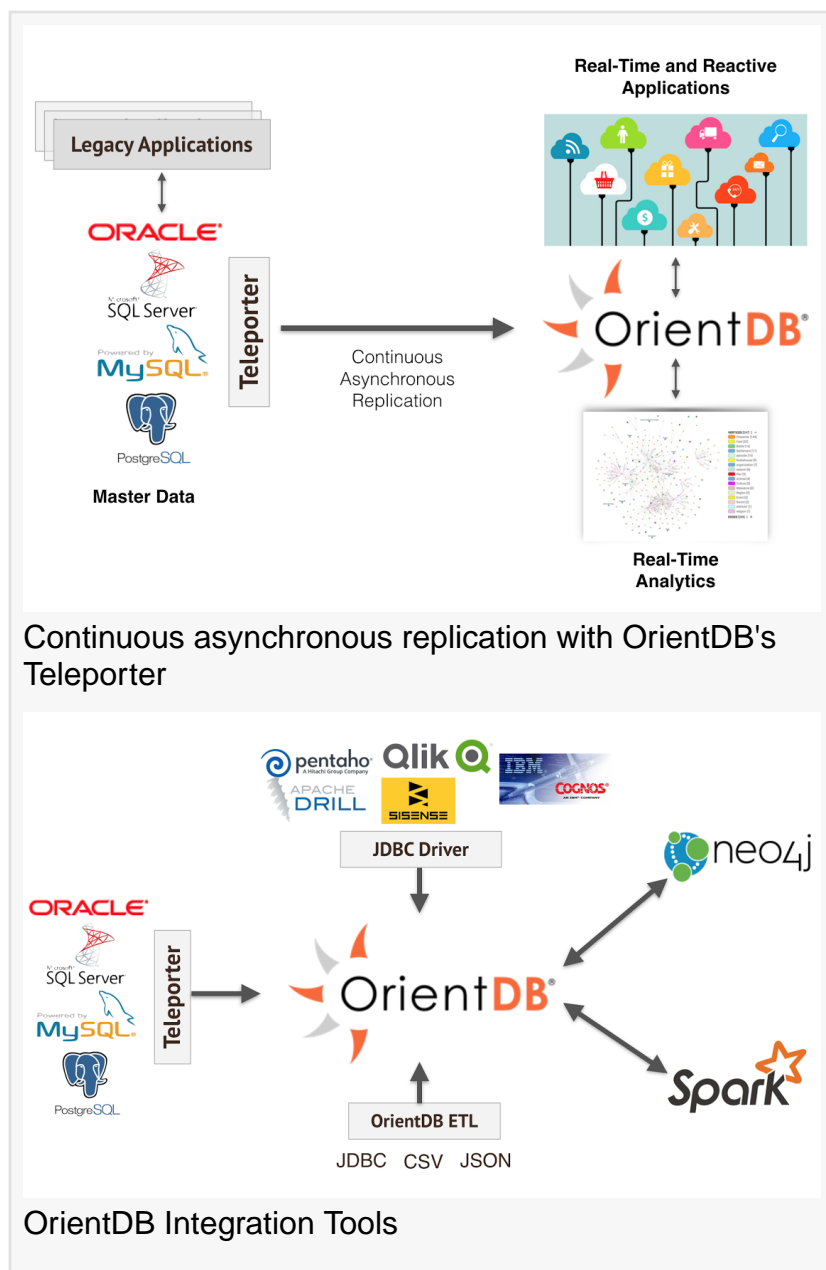 Real-Time and Reactive
Applications
Legacy Applications
ORACLE®
Microsoft®
SQL Server®
Powered by
MySQL®
PostgreSQL
Master Data
Teleporter
Continuous
Asynchronous
Replication
OrientDB®
Real-Time
Analytics
Continuous asynchronous replication with OrientDB's
Teleporter
pentaho®
A Hitachi Group Company
Qlik
APACHE
DRILL
SISENSE
IBM®
COGNOS®
AN IBM® COMPANY
JDBC Driver
neo4j
ORACLE®
Microsoft®
SQL Server
Powered by
MySQL®
PostgreSQL
Teleporter
OrientDB®
Spark
OrientDB ETL
JDBC CSV JSON
OrientDB Integration Tools